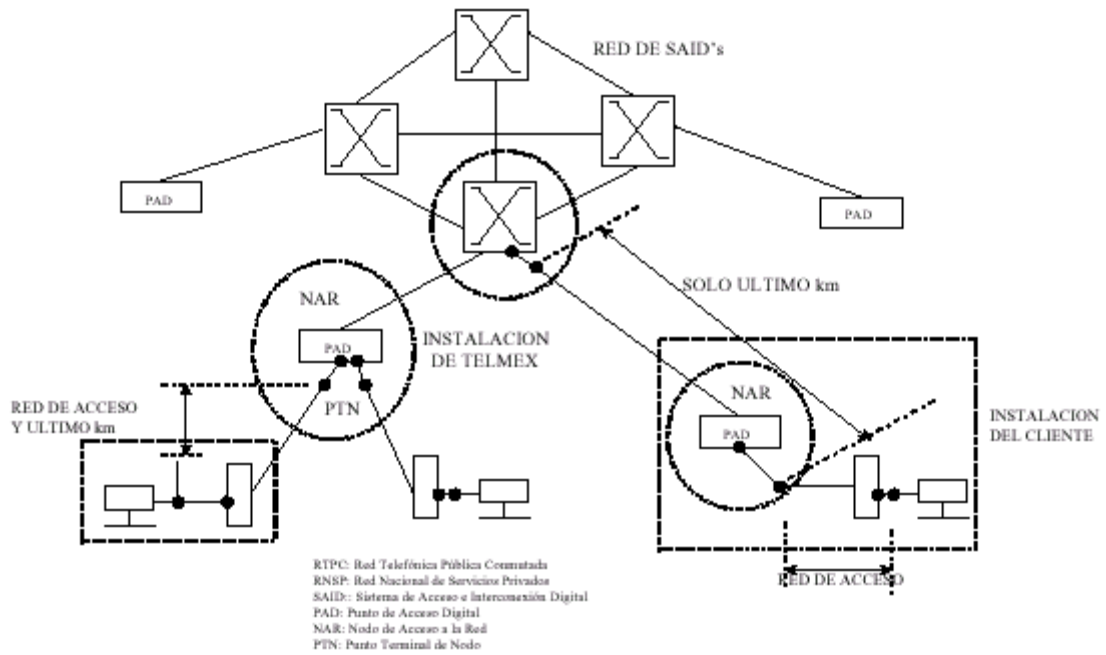 RED DE SAID's
PAD
PAD
SOLO ULTIMO km
NAR
PAD
INSTALACION
DE TELMEX
PTN
RED DE ACCESO
Y ULTIMO km
NAR
PAD
INSTALACION
DEL CLIENTE
RED DE ACCESO
RTPC: Red Telefónica Pública Conmutada
RNSP: Red Nacional de Servicios Privados
SAID:: Sistema de Acceso e Interconexión Digital
PAD: Punto de Acceso Digital
NAR: Nodo de Acceso a la Red
PTN: Punto Terminal de Nodo